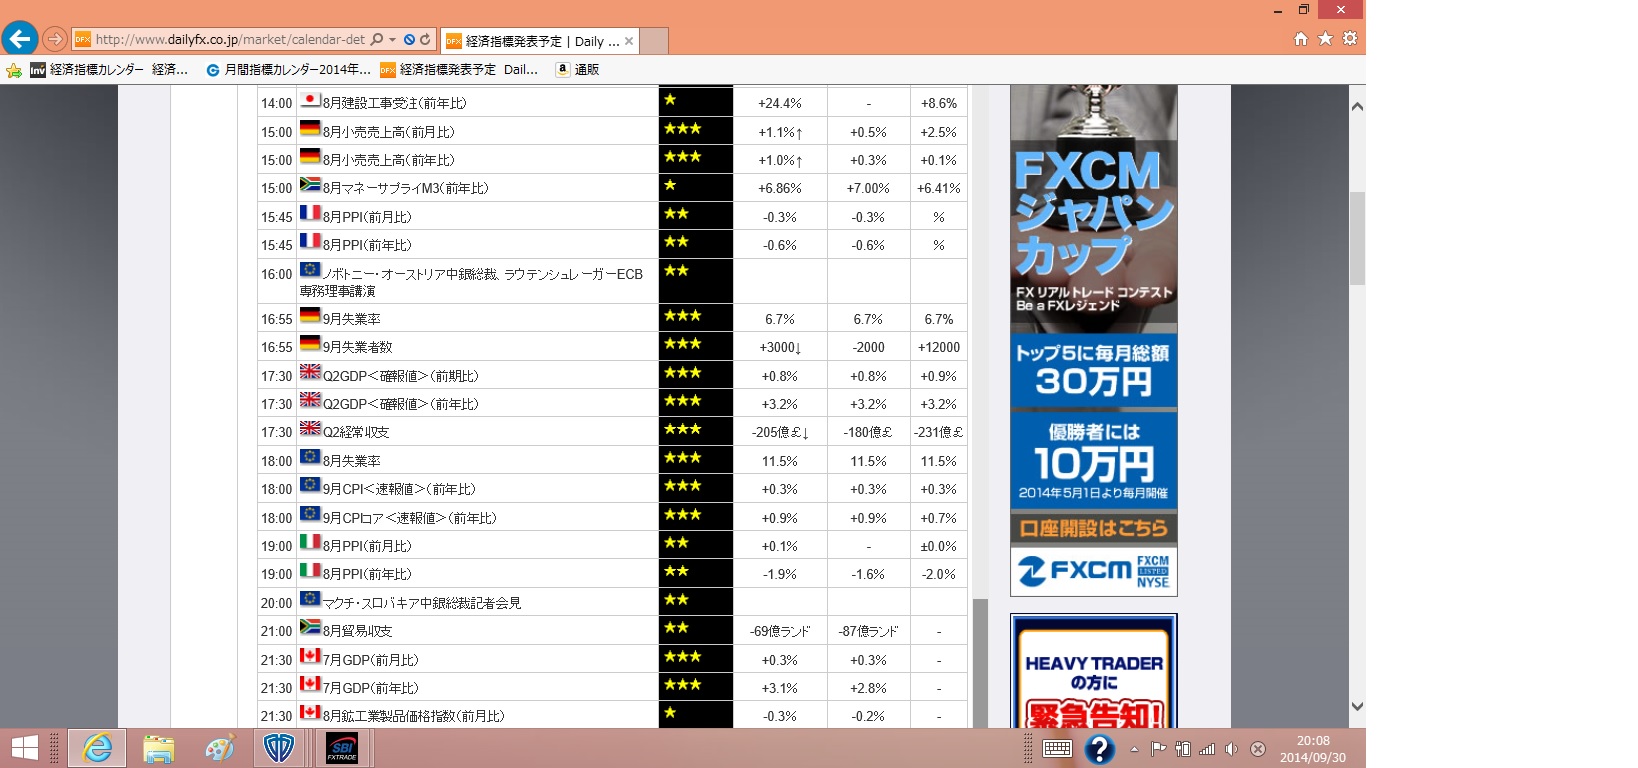 http://www.dailyfx.co.jp/market/calendar-det
DFX 経済指標発表予定 | Daily ...
Inv 経済指標カレンダー 経済... 月間指標カレンダー2014年... DFX 経済指標発表予定 Dail... a 通販
14:00 8月建設工事受注(前年比) ★ +24.4% - +8.6%
15:00 8月小売売上高(前月比) ★★★ +1.1%↑ +0.5% +2.5%
15:00 8月小売売上高(前年比) ★★★ +1.0%↑ +0.3% +0.1%
15:00 8月マネーサプライM3(前年比) ★ +6.86% +7.00% +6.41%
15:45 8月PPI(前月比) ★★ -0.3% -0.3% %
15:45 8月PPI(前年比) ★★ -0.6% -0.6% %
16:00 ノボトニー・オーストリア中銀総裁、ラウテンシュレーガーECB専務理事講演 ★★
16:55 9月失業率 ★★★ 6.7% 6.7% 6.7%
16:55 9月失業者数 ★★★ +3000↓ -2000 +12000
17:30 Q2GDP<確報値>(前期比) ★★★ +0.8% +0.8% +0.9%
17:30 Q2GDP<確報値>(前年比) ★★★ +3.2% +3.2% +3.2%
17:30 Q2経常収支 ★★★ -205億£↓ -180億£ -231億£
18:00 8月失業率 ★★★ 11.5% 11.5% 11.5%
18:00 9月CPI<速報値>(前年比) ★★★ +0.3% +0.3% +0.3%
18:00 9月CPIコア<速報値>(前年比) ★★★ +0.9% +0.9% +0.7%
19:00 8月PPI(前月比) ★★ +0.1% - ±0.0%
19:00 8月PPI(前年比) ★★ -1.9% -1.6% -2.0%
20:00 マクチ・スロバキア中銀総裁記者会見 ★★
21:00 8月貿易収支 ★★ -69億ランド -87億ランド -
21:30 7月GDP(前月比) ★★★ +0.3% +0.3% -
21:30 7月GDP(前年比) ★★★ +3.1% +2.8% -
21:30 8月鉱工業製品価格指数(前月比) ★ -0.3% -0.2% -
FXCM
ジャパン
カップ
FXリアルトレードコンテスト
Be a FXレジェンド
トップ5に毎月総額
30万円
優勝者には
10万円
2014年5月1日より毎月開催
口座開設はこちら
FXCM FXCM LISTED NYSE
HEAVY TRADER
の方に
緊急告知!
SBI
FXTRADE
20:08
2014/09/30